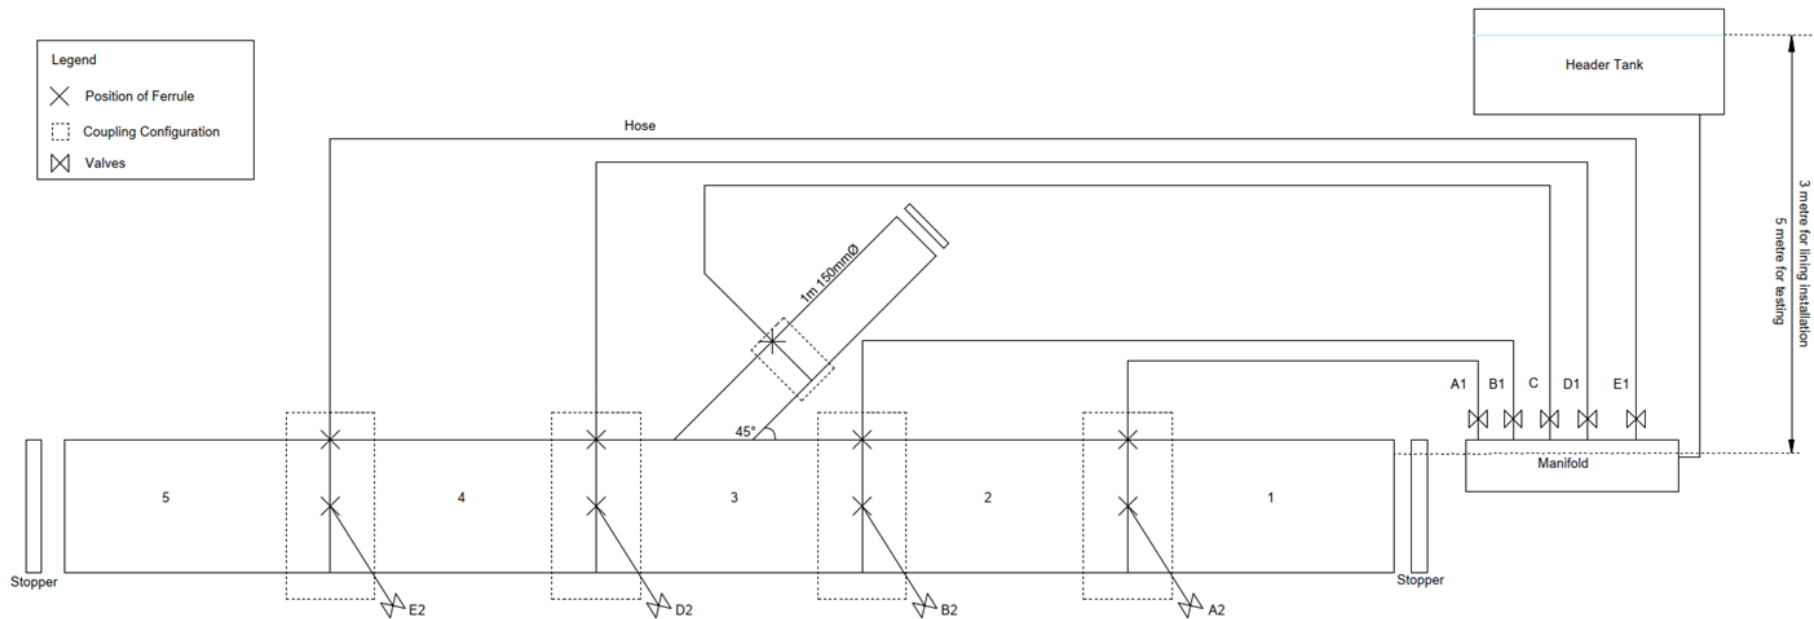 Legend
Position of Ferrule
Coupling Configuration
Valves
Header Tank
Hose
3 metre for lining installation
5 metre for testing
1m 150mmØ
45°
A1
B1
C
D1
E1
Manifold
5
4
3
2
1
Stopper
Stopper
E2
D2
B2
A2